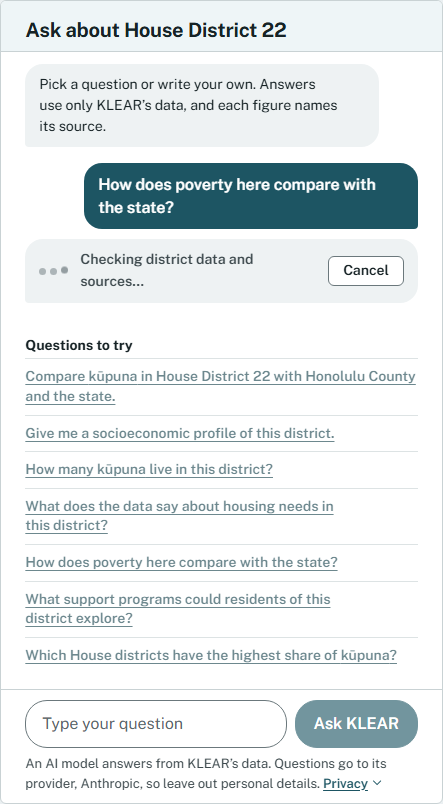 Ask about House District 22
Pick a question or write your own. Answers
use only KLEAR’s data, and each figure names
its source.
How does poverty here compare with
the state?
Checking district data and
sources...
Cancel
Questions to try
Compare kūpuna in House District 22 with Honolulu County
and the state.
Give me a socioeconomic profile of this district.
How many kūpuna live in this district?
What does the data say about housing needs in
this district?
How does poverty here compare with the state?
What support programs could residents of this
district explore?
Which House districts have the highest share of kūpuna?
Type your question
Ask KLEAR
An AI model answers from KLEAR’s data. Questions go to its
provider, Anthropic, so leave out personal details. Privacy